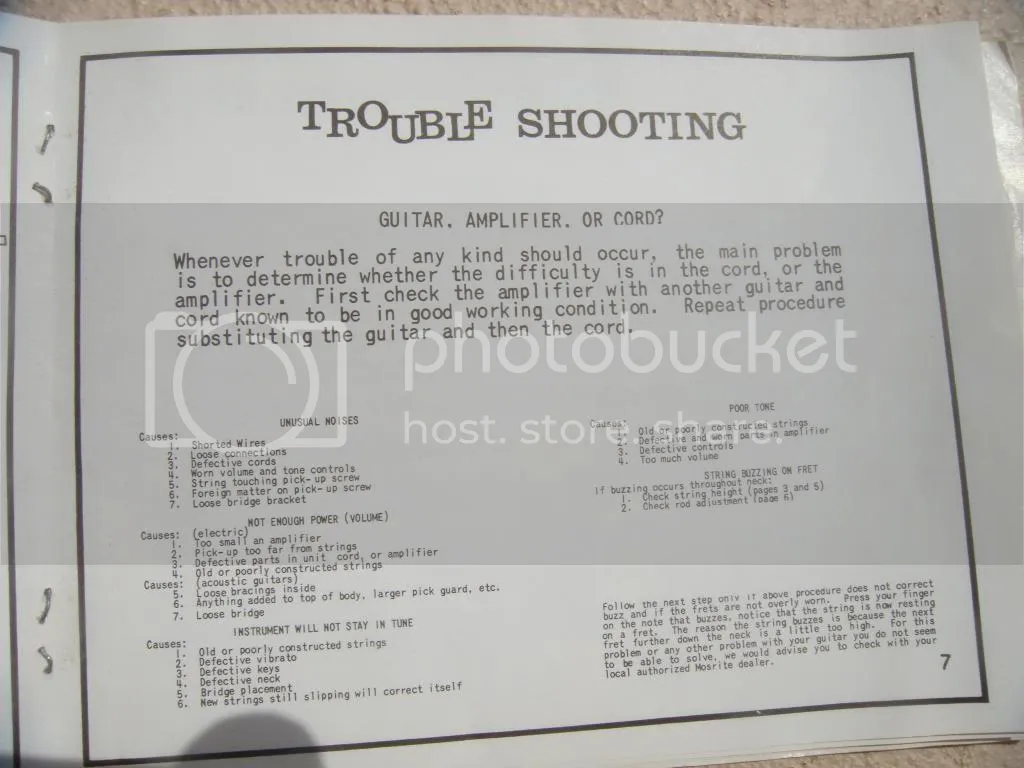 TROUBLE SHOOTING
GUITAR, AMPLIFIER, OR CORD?
Whenever trouble of any kind should occur, the main problem
is to determine whether the difficulty is in the cord, or the
amplifier. First check the amplifier with another guitar and
cord known to be in good working condition. Repeat procedure
substituting the guitar and then the cord.
photobucket
host. store. share.
UNUSUAL NOISES
Causes:
1. Shorted Wires
2. Loose connections
3. Defective cords
4. Worn volume and tone controls
5. String touching pick-up screw
6. Foreign matter on pick-up screw
7. Loose bridge bracket
NOT ENOUGH POWER (VOLUME)
Causes: (electric)
1. Too small an amplifier
2. Pick-up too far from strings
3. Defective parts in unit cord, or amplifier
4. Old or poorly constructed strings
Causes: (acoustic guitars)
5. Loose bracings inside
6. Anything added to top of body, larger pick guard, etc.
7. Loose bridge
INSTRUMENT WILL NOT STAY IN TUNE
Causes:
1. Old or poorly constructed strings
2. Defective vibrato
3. Defective keys
4. Defective neck
5. Bridge placement
6. New strings still slipping will correct itself
POOR TONE
Causes:
1. Old or poorly constructed strings
2. Defective and worn parts in amplifier
3. Defective controls
4. Too much volume
STRING BUZZING ON FRET
If buzzing occurs throughout neck:
1. Check string height (pages 3 and 5)
2. Check rod adjustment (page 6)
Follow the next step only if above procedure does not correct
buzz and if the frets are not overly worn. Press your finger
on the note that buzzes, notice that the string is now resting
on a fret. The reason the string buzzes is because the next
fret further down the neck is a little too high. For this
problem or any other problem with your guitar you do not seem
to be able to solve, we would advise you to check with your
local authorized Mosrite dealer.
7